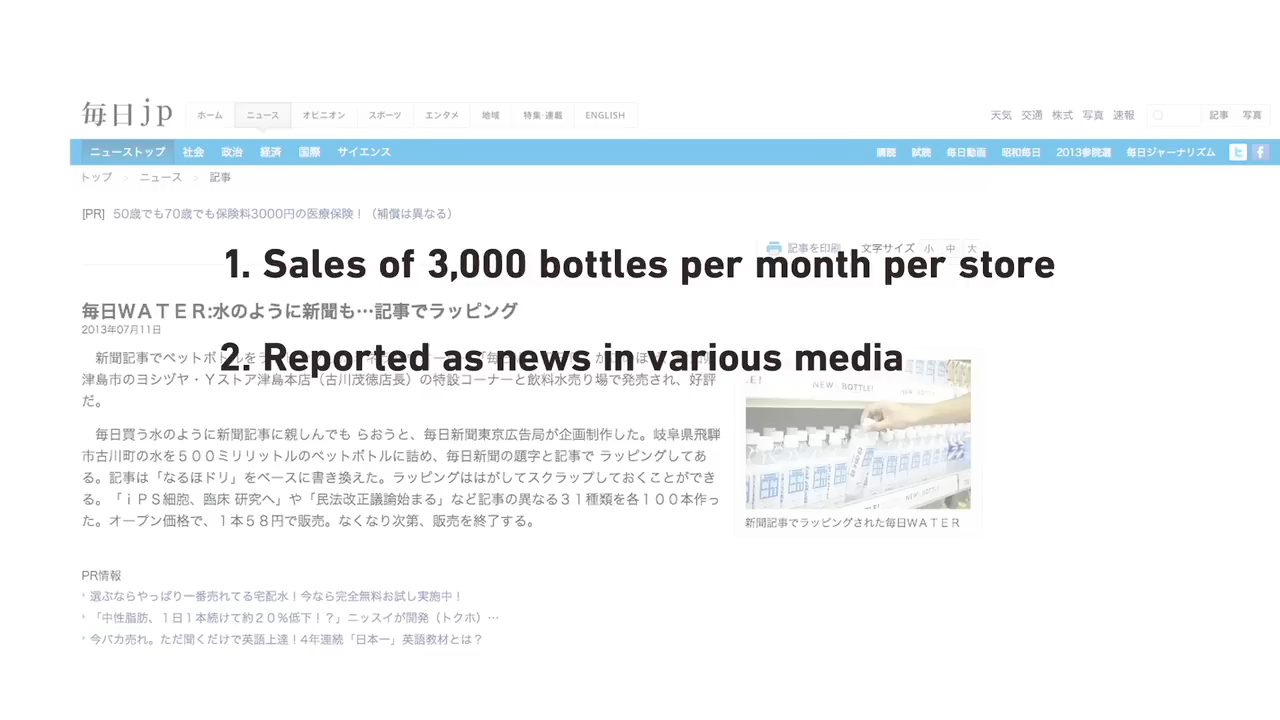 毎日jp ホーム ニュース オピニオン スポーツ エンタメ 地域 特集・連載 ENGLISH 天気 交通 株式 写真 速報 記事 写真
ニューストップ 社会 政治 経済 国際 サイエンス 購読 試読 毎日動画 昭和毎日 2013参院選 毎日ジャーナリズム
トップ > ニュース > 記事
[PR] 50歳でも70歳でも保険料3000円の医療保険！（補償は異なる）
記事を印刷 文字サイズ 小 中 大
1. Sales of 3,000 bottles per month per store
毎日ＷＡＴＥＲ:水のように新聞も…記事でラッピング
2013年07月11日
新聞記事でペットボトルをラ
2. Reported as news in various media
津島市のヨシヅヤ・Ｙストア津島本店（古川茂德店長）の特設コーナーと飲料水売り場で発売され、好評
だ。
NEW BOTTLE!
毎日買う水のように新聞記事に親しんでも らおうと、毎日新聞東京広告局が企画制作した。岐阜県飛騨
市古川町の水を５００ミリリットルのペットボトルに詰め、毎日新聞の題字と記事で ラッピングしてあ
る。記事は「なるほドリ」をベースに書き換えた。ラッピングははがしてスクラップしておくことができ
る。「ｉＰＳ細胞、臨床 研究へ」や「民法改正議論始まる」など記事の異なる３１種類を各１００本作っ
た。オープン価格で、１本５８円で販売。なくなり次第、販売を終了する。
新聞記事でラッピングされた毎日ＷＡＴＥＲ
PR情報
選ぶならやっぱり一番売れてる宅配水！今なら完全無料お試し実施中！
「中性脂肪、１日１本続けて約２０％低下！？」ニッスイが開発（トクホ）…
今バカ売れ。ただ聞くだけで英語上達！4年連続「日本一」英語教材とは？